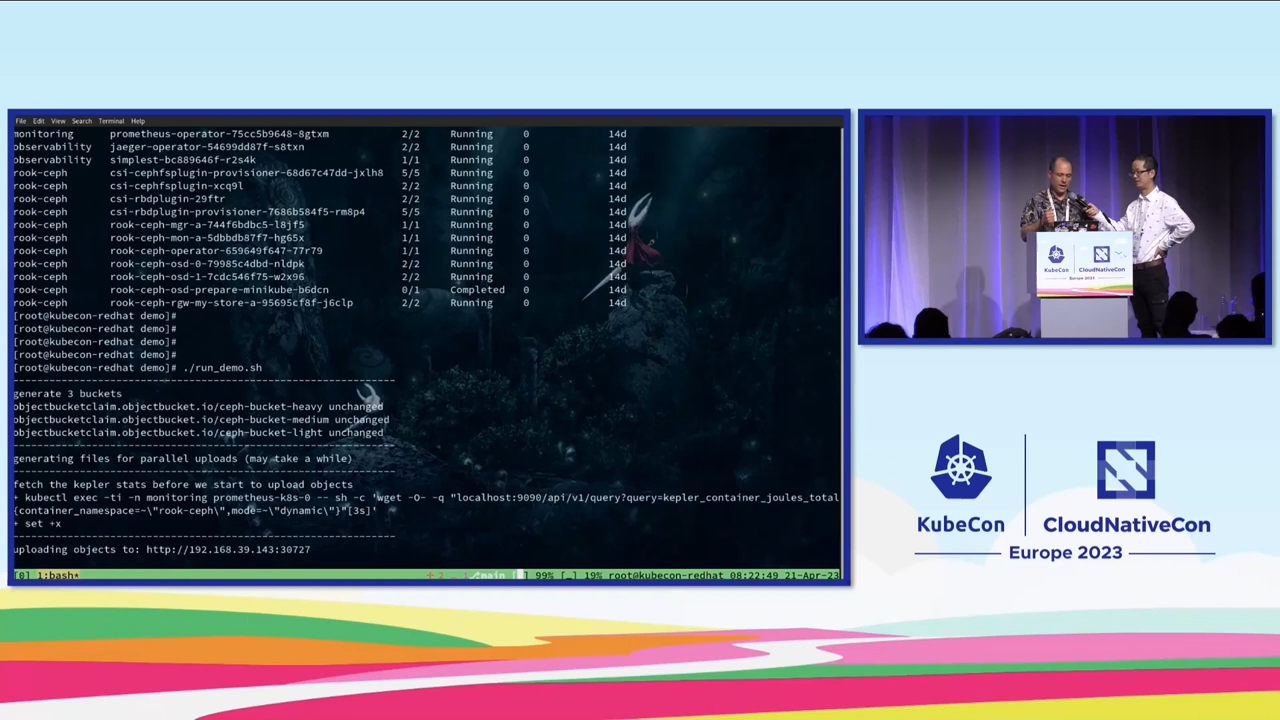 File Edit View Search Terminal Help
monitoring prometheus-operator-75cc5b9648-8gtxm 2/2 Running 0 14d
observability jaeger-operator-54699dd87f-s8txn 2/2 Running 0 14d
observability simplest-bc889646f-r2s4k 1/1 Running 0 14d
rook-ceph csi-cephfsplugin-provisioner-68d67c47dd-jxlh8 5/5 Running 0 14d
rook-ceph csi-cephfsplugin-xcq9l 2/2 Running 0 14d
rook-ceph csi-rbdplugin-29ftr 2/2 Running 0 14d
rook-ceph csi-rbdplugin-provisioner-7686b584f5-rm8p4 5/5 Running 0 14d
rook-ceph rook-ceph-mgr-a-744f6bdbc5-l8jf5 1/1 Running 0 14d
rook-ceph rook-ceph-mon-a-5dbbdb87f7-hg65x 1/1 Running 0 14d
rook-ceph rook-ceph-operator-659649f647-77r79 1/1 Running 0 14d
rook-ceph rook-ceph-osd-0-79985c4dbd-nldpk 2/2 Running 0 14d
rook-ceph rook-ceph-osd-1-7cdc546f75-w2x96 2/2 Running 0 14d
rook-ceph rook-ceph-osd-prepare-minikube-b6dcn 0/1 Completed 0 14d
rook-ceph rook-ceph-rgw-my-store-a-95695cf8f-j6clp 2/2 Running 0 14d
[root@kubecon-redhat demo]#
[root@kubecon-redhat demo]#
[root@kubecon-redhat demo]#
[root@kubecon-redhat demo]#
[root@kubecon-redhat demo]# ./run_demo.sh
generate 3 buckets
objectbucketclaim.objectbucket.io/ceph-bucket-heavy unchanged
objectbucketclaim.objectbucket.io/ceph-bucket-medium unchanged
objectbucketclaim.objectbucket.io/ceph-bucket-light unchanged
generating files for parallel uploads (may take a while)
fetch the kepler stats before we start to upload objects
+ kubectl exec -ti -n monitoring prometheus-k8s-0 -- sh -c 'wget -O- -q "localhost:9090/api/v1/query?query=kepler_container_joules_total
{container_namespace=~\"rook-ceph\",mode=~\"dynamic\"}"[3s]'
+ set +x
uploading objects to: http://192.168.39.143:30727
[0] 1:bash* main 99% [_] 19% root@kubecon-redhat 08:22:49 21-Apr-23
KubeCon CloudNativeCon
Europe 2023
KubeCon CloudNativeCon
Europe 2023